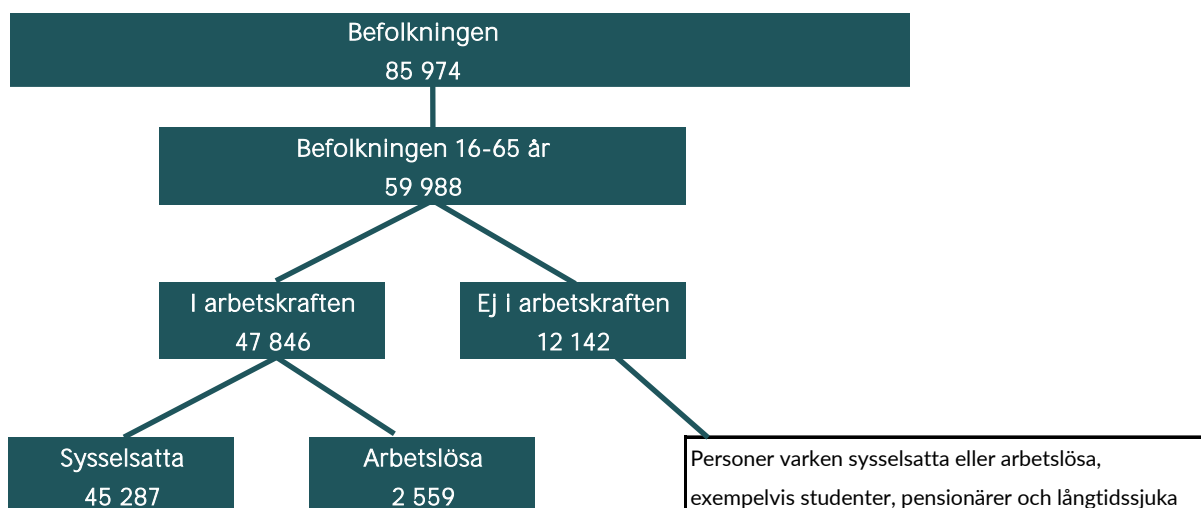 Befolkningen
85 974
Befolkningen 16-65 år
59 988
I arbetskraften
47 846
Ej i arbetskraften
12 142
Sysselsatta
45 287
Arbetslösa
2 559
Personer varken sysselsatta eller arbetslösa,
exempelvis studenter, pensionärer och långtidssjuka